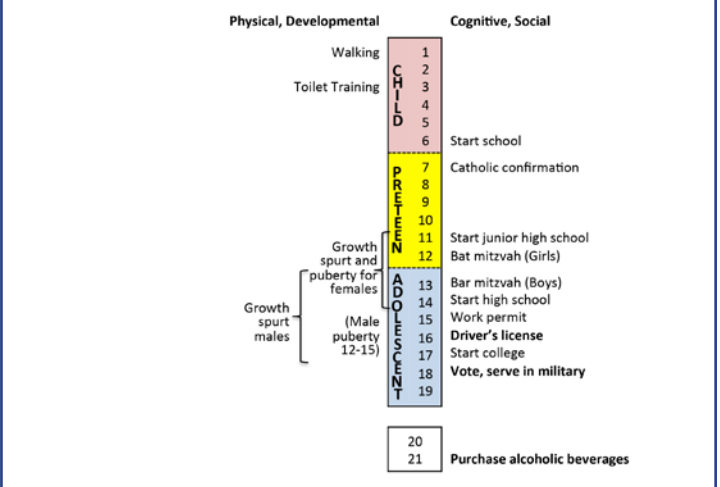 Physical, Developmental Cognitive, Social
Walking 1
2
Toilet Training 3
4
5
6 Start school
CHILD
7 Catholic confirmation
8
9
10
11 Start junior high school
12 Bat mitzvah (Girls)
PRETEEN
Growth
spurt and
puberty for
females
13 Bar mitzvah (Boys)
14 Start high school
15 Work permit
16 Driver's license
17 Start college
18 Vote, serve in military
19
ADOLESCENT
Growth
spurt
males
(Male
puberty
12-15)
20
21 Purchase alcoholic beverages